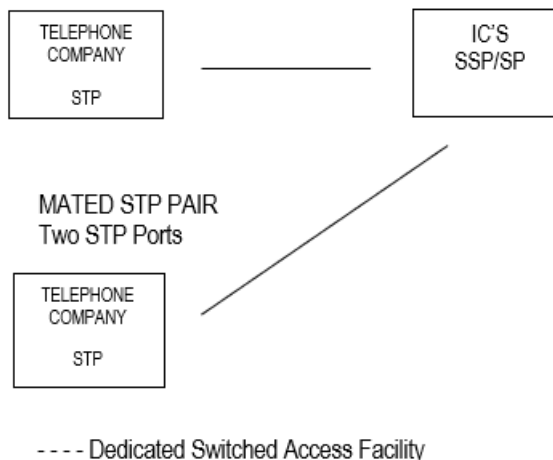 TELEPHONE
COMPANY
STP
IC'S
SSP/SP
MATED STP PAIR
Two STP Ports
TELEPHONE
COMPANY
STP
- - - - Dedicated Switched Access Facility